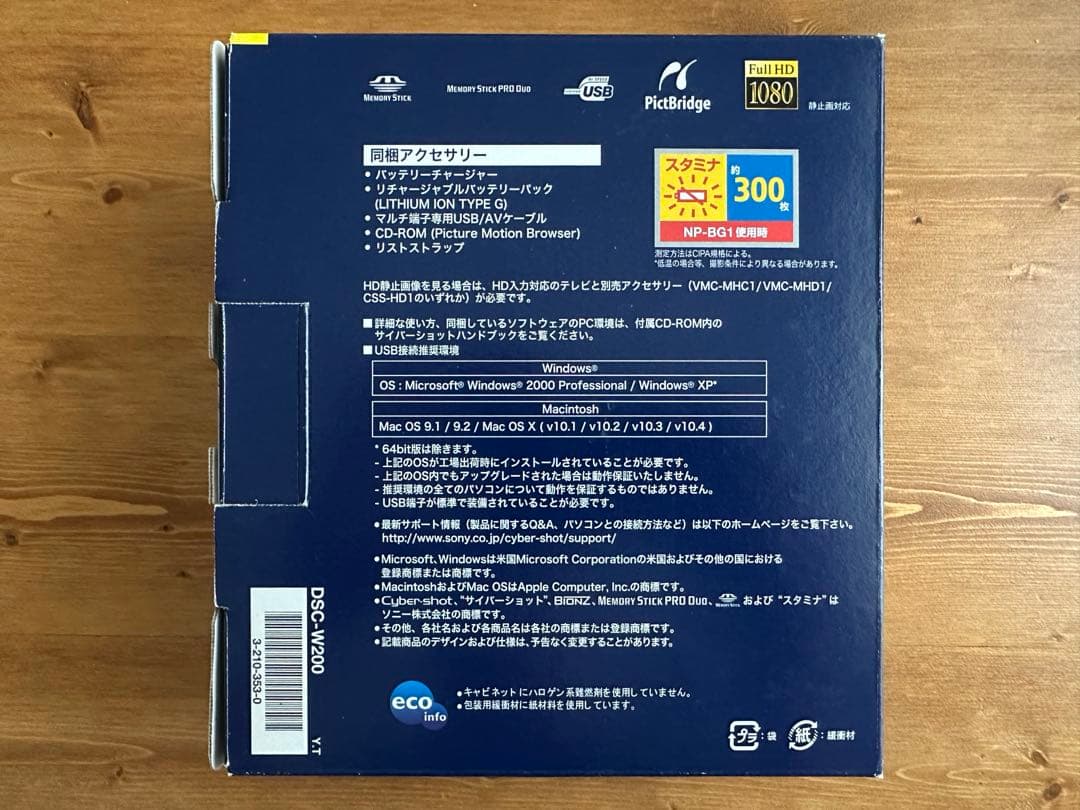 MEMORY STICK
MEMORY STICK PRO DUO
HI-SPEED
USB
PictBridge
Full HD
1080
静止画対応
同梱アクセサリー
● バッテリーチャージャー
● リチャージャブルバッテリーパック
(LITHIUM ION TYPE G)
● マルチ端子専用USB/AVケーブル
● CD-ROM (Picture Motion Browser)
● リストストラップ
スタミナ
約
300
枚
NP-BG1使用時
測定方法はCIPA規格による。
*低温の場合等、撮影条件により異なる場合があります。
HD静止画像を見る場合は、HD入力対応のテレビと別売アクセサリー（VMC-MHC1/VMC-MHD1/
CSS-HD1のいずれか）が必要です。
■詳細な使い方、同梱しているソフトウェアのPC環境は、付属CD-ROM内の
サイバーショットハンドブックをご覧ください。
■USB接続推奨環境
Windows®
OS : Microsoft® Windows® 2000 Professional / Windows® XP*
Macintosh
Mac OS 9.1 / 9.2 / Mac OS X ( v10.1 / v10.2 / v10.3 / v10.4 )
* 64bit版は除きます。
- 上記のOSが工場出荷時にインストールされていることが必要です。
- 上記のOS内でもアップグレードされた場合は動作保証いたしません。
- 推奨環境の全てのパソコンについて動作を保証するものではありません。
- USB端子が標準で装備されていることが必要です。
●最新サポート情報（製品に関するQ&A、パソコンとの接続方法など）は以下のホームページをご覧下さい。
http://www.sony.co.jp/cyber-shot/support/
●Microsoft、Windowsは米国Microsoft Corporationの米国およびその他の国における
登録商標または商標です。
●MacintoshおよびMac OSはApple Computer, Inc.の商標です。
●Cyber-shot、“サイバーショット”、BIONZ、MEMORY STICK PRO DUO、MEMORY STICK および “スタミナ” は
ソニー株式会社の商標です。
●その他、各社名および各商品名は各社の商標または登録商標です。
●記載商品のデザインおよび仕様は、予告なく変更することがあります。
eco
info
●キャビネットにハロゲン系難燃剤を使用していません。
●包装用緩衝材に紙材料を使用しています。
プラ : 袋
紙 : 緩衝材
DSC-W200
3-210-353-0
Y.T